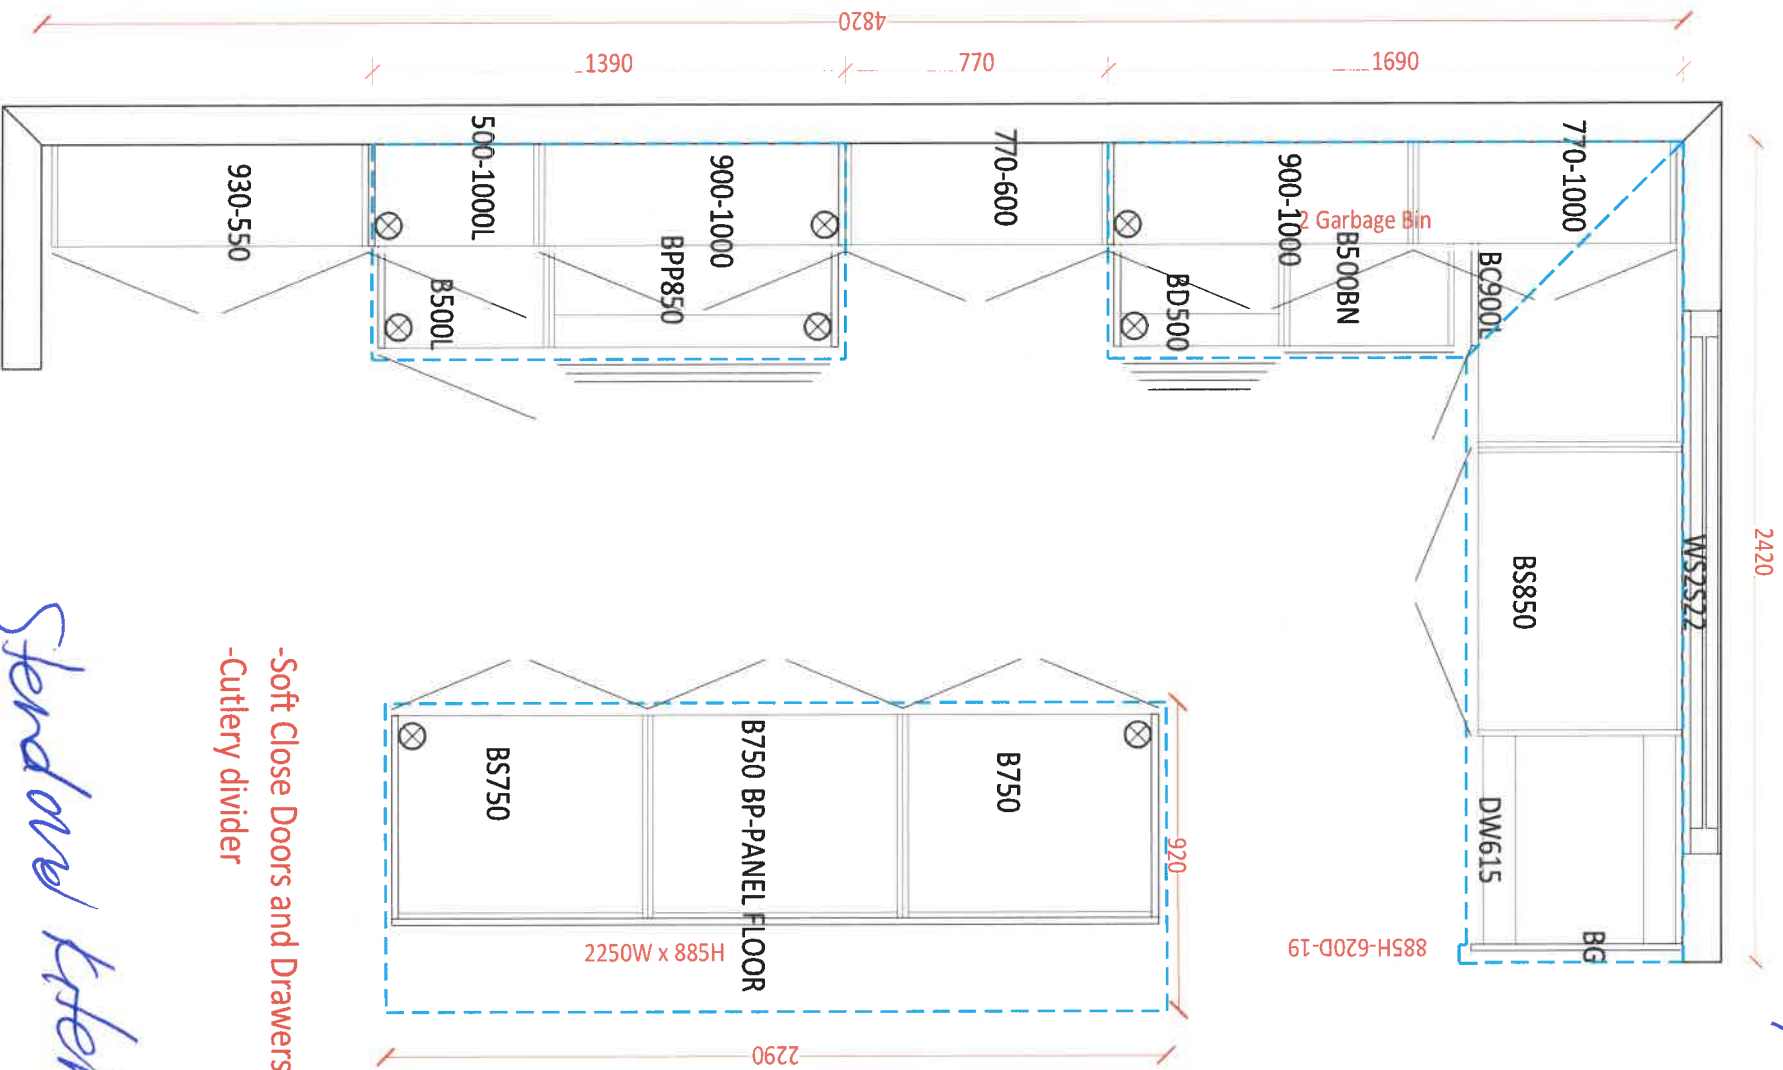 4820
1390
770
1690
2420
930-550
500-1000L
900-1000
770-600
900-1000
770-1000
2 Garbage Bin
B500L
BPP850
BD500
B500BN
BC900L
WS2S22
BS850
DW615
BG
885H-620D-19
BS750
B750 BP-PANEL FLOOR
B750
920
2250W x 885H
2290
-Soft Close Doors and Drawers
-Cutlery divider